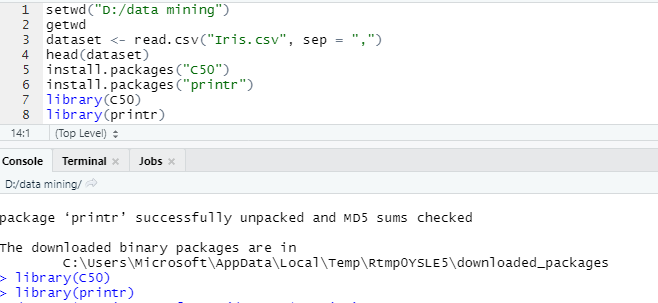 1 setwd("D:/data mining")
2 getwd
3 dataset <- read.csv("Iris.csv", sep = ",")
4 head(dataset)
5 install.packages("C50")
6 install.packages("printr")
7 library(C50)
8 library(printr)
14:1 (Top Level)
Console Terminal × Jobs ×
D:/data mining/
package ‘printr’ successfully unpacked and MD5 sums checked
The downloaded binary packages are in
C:\Users\Microsoft\AppData\Local\Temp\RtmpOYSLE5\downloaded_packages
> library(C50)
> library(printr)